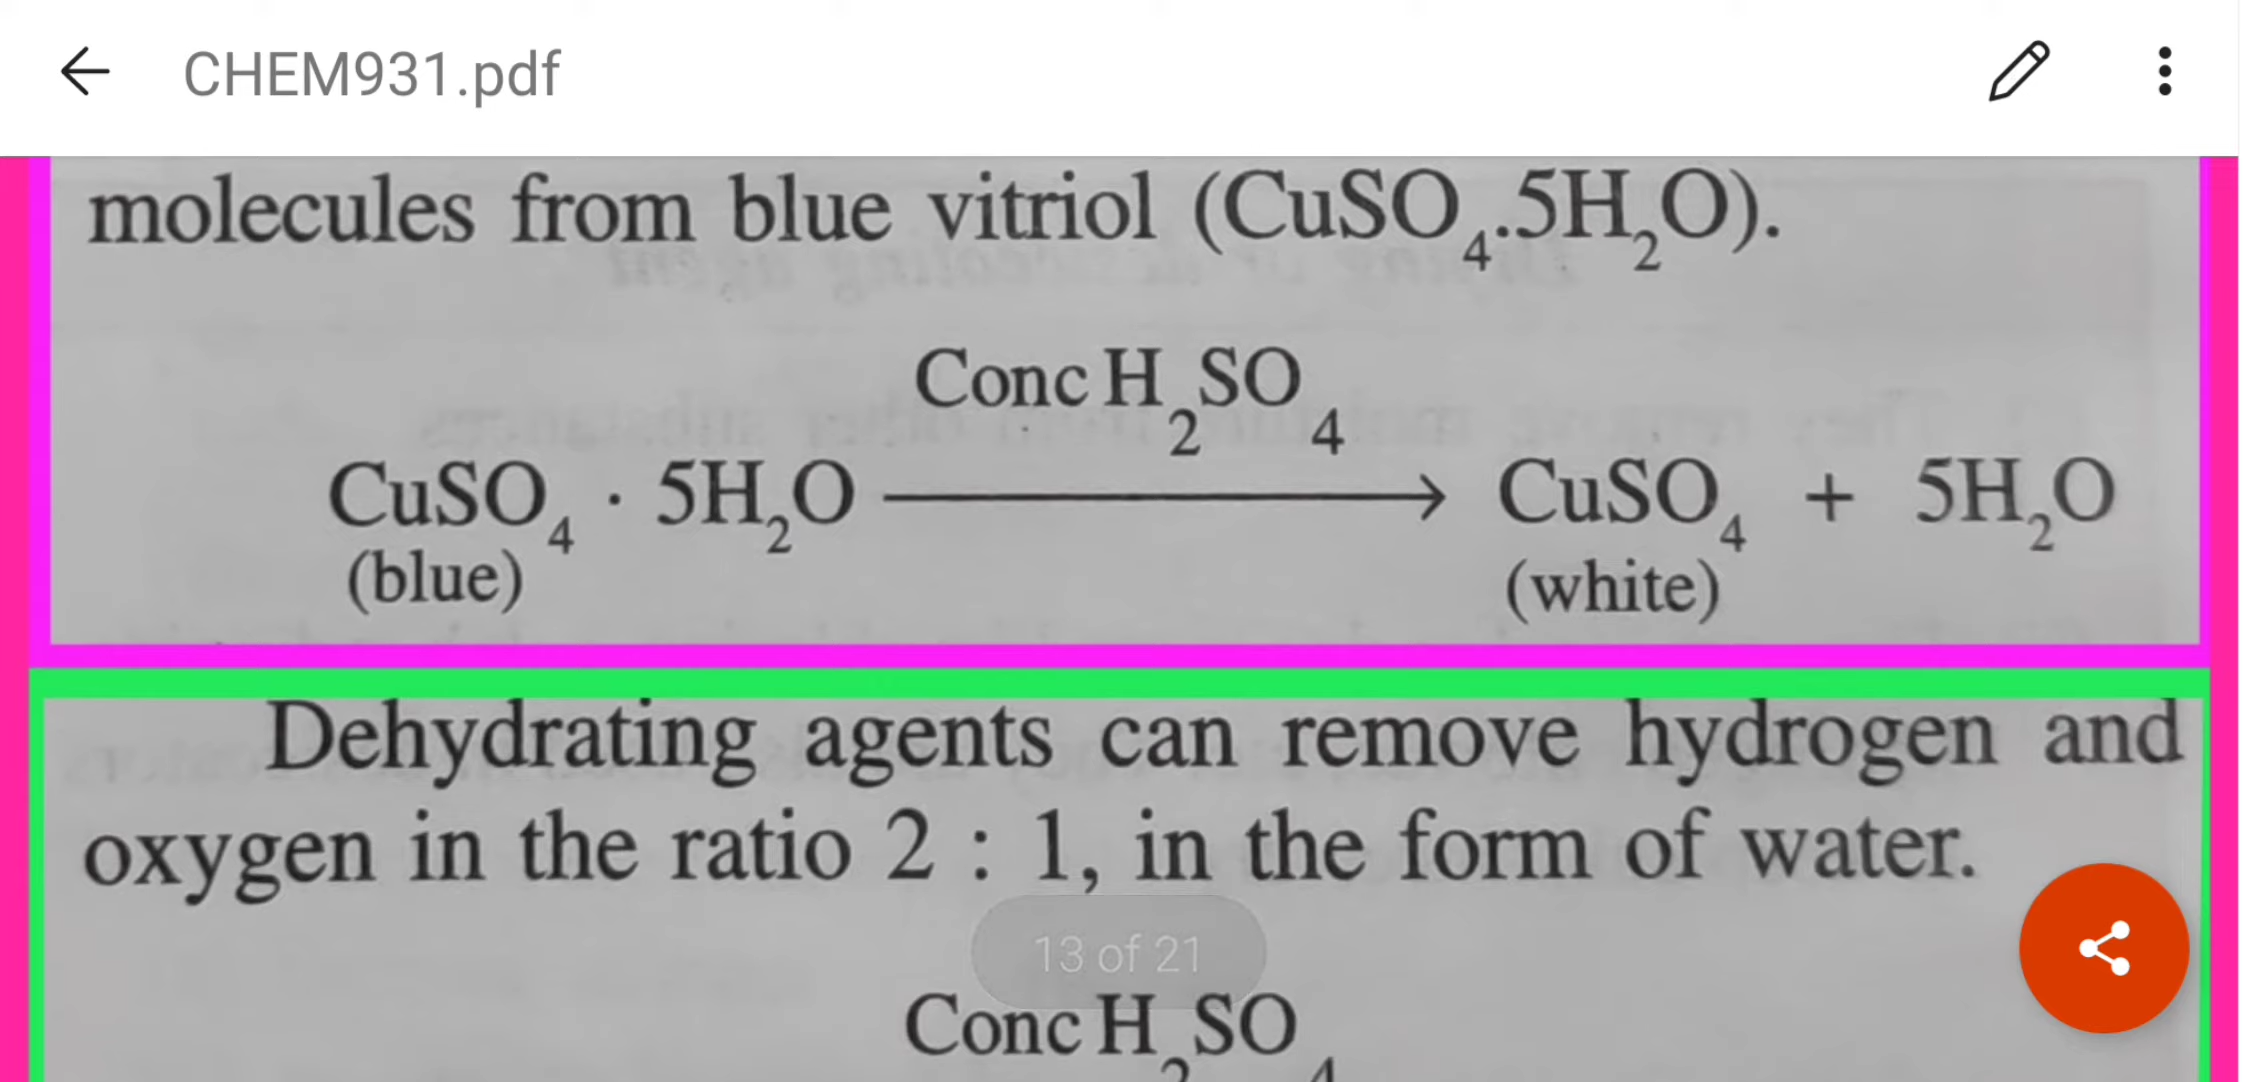 CHEM931.pdf
molecules from blue vitriol (CuSO₄.5H₂O).
Conc H₂SO₄
CuSO₄ · 5H₂O ⟶ CuSO₄ + 5H₂O
(blue) (white)
Dehydrating agents can remove hydrogen and
oxygen in the ratio 2 : 1, in the form of water.
13 of 21
Conc H₂SO₄